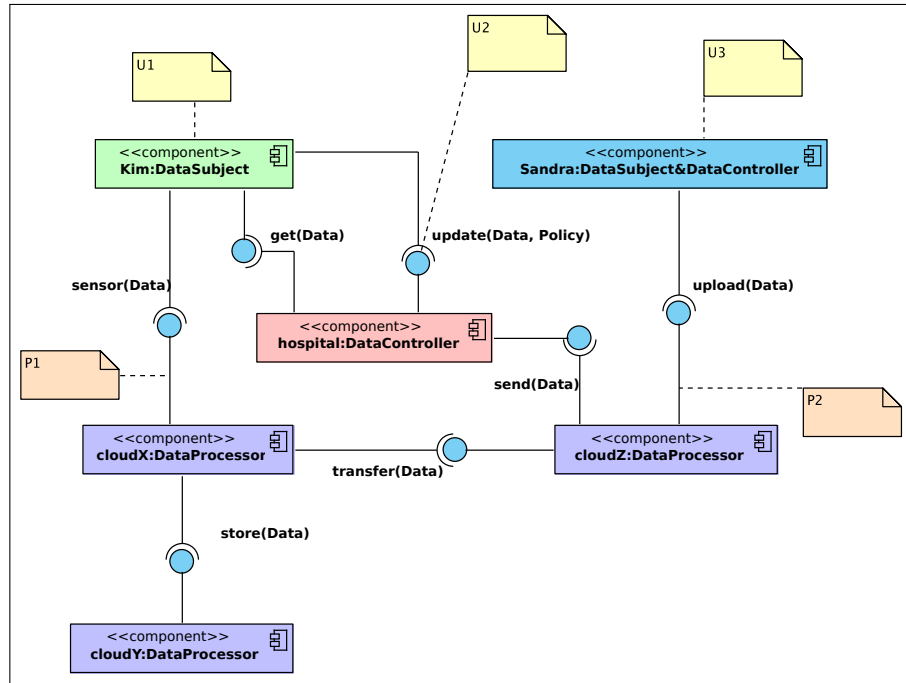 U1
U2
U3
<<component>>
Kim:DataSubject
<<component>>
Sandra:DataSubject&DataController
get(Data)
update(Data, Policy)
sensor(Data)
upload(Data)
<<component>>
hospital:DataController
P1
send(Data)
P2
<<component>>
cloudX:DataProcessor
transfer(Data)
<<component>>
cloudZ:DataProcessor
store(Data)
<<component>>
cloudY:DataProcessor